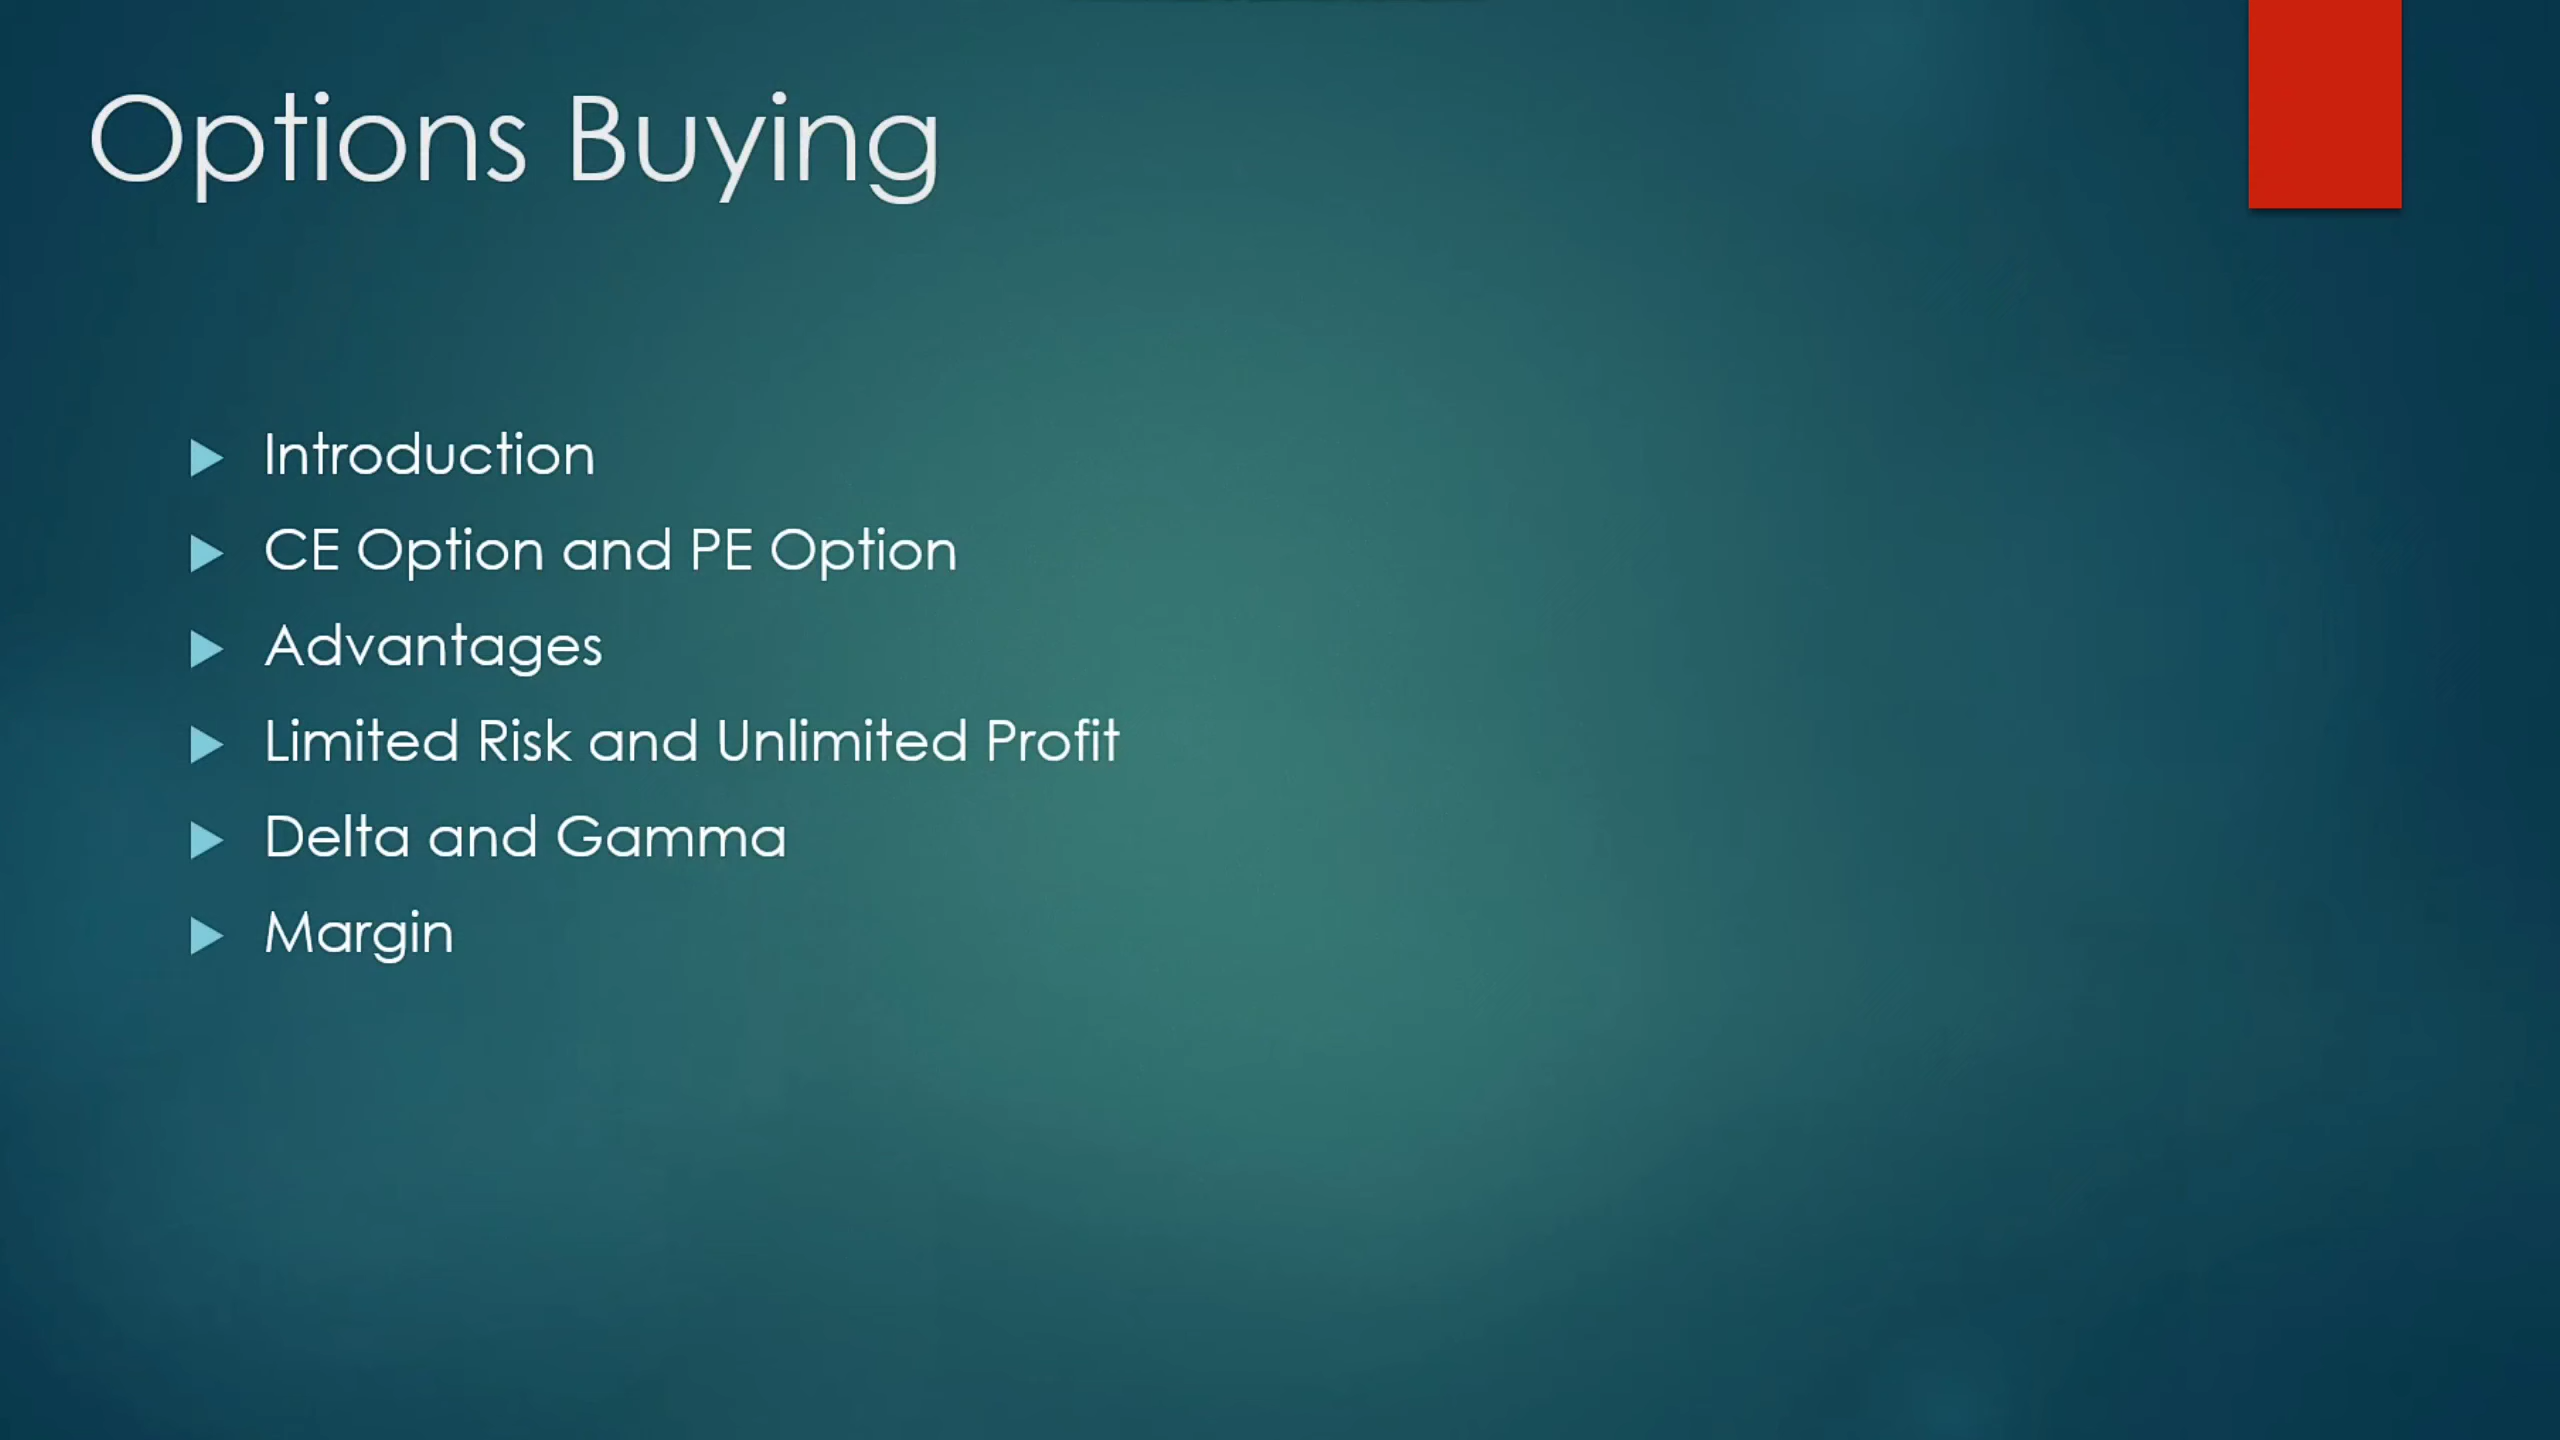 Options Buying
Introduction
CE Option and PE Option
Advantages
Limited Risk and Unlimited Profit
Delta and Gamma
Margin